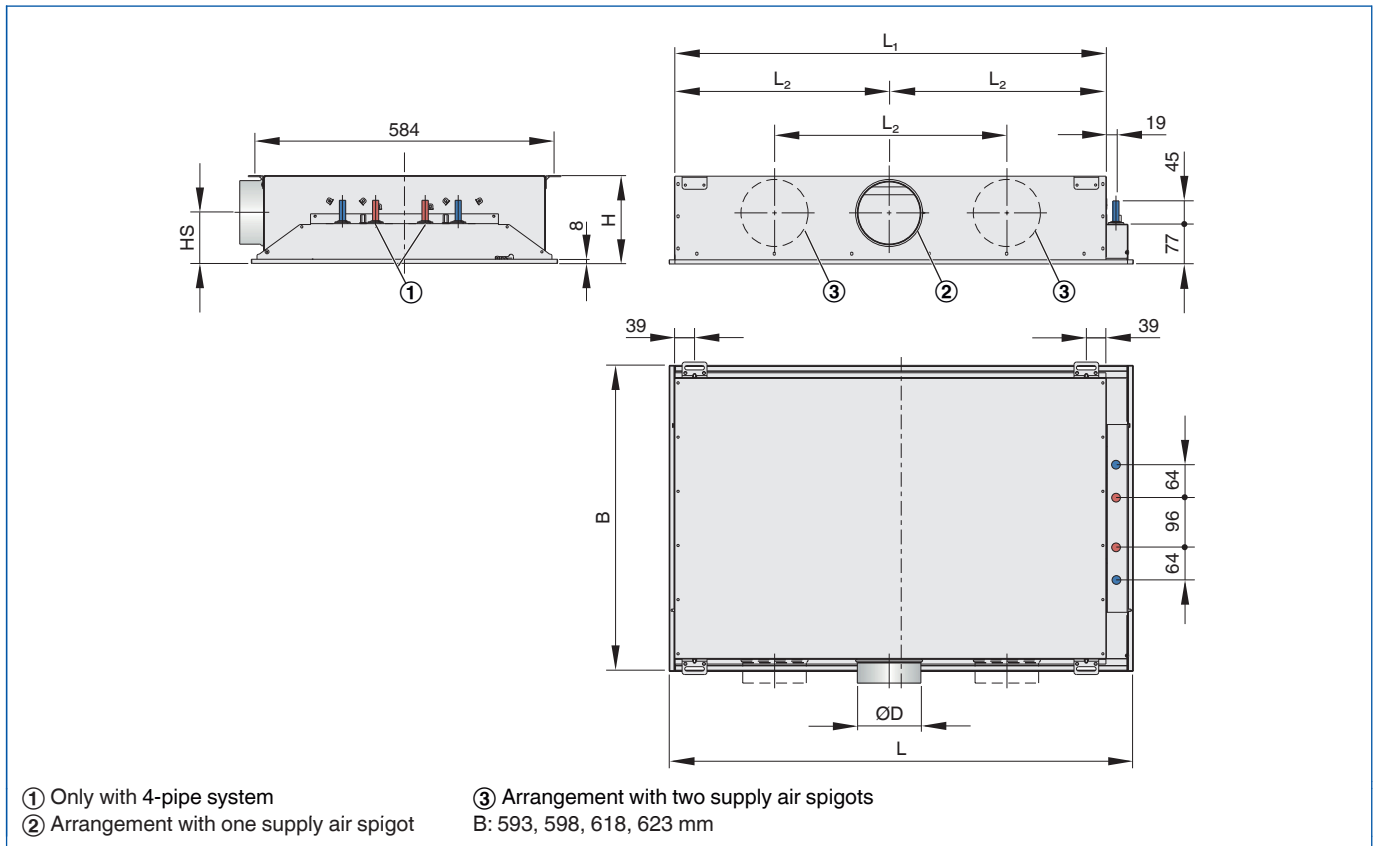 L₁
L₂
L₂
584
L₂
19
45
HS
H
8
77
①
③
②
③
39
39
B
64
96
64
ØD
L
① Only with 4-pipe system
② Arrangement with one supply air spigot
③ Arrangement with two supply air spigots
B: 593, 598, 618, 623 mm